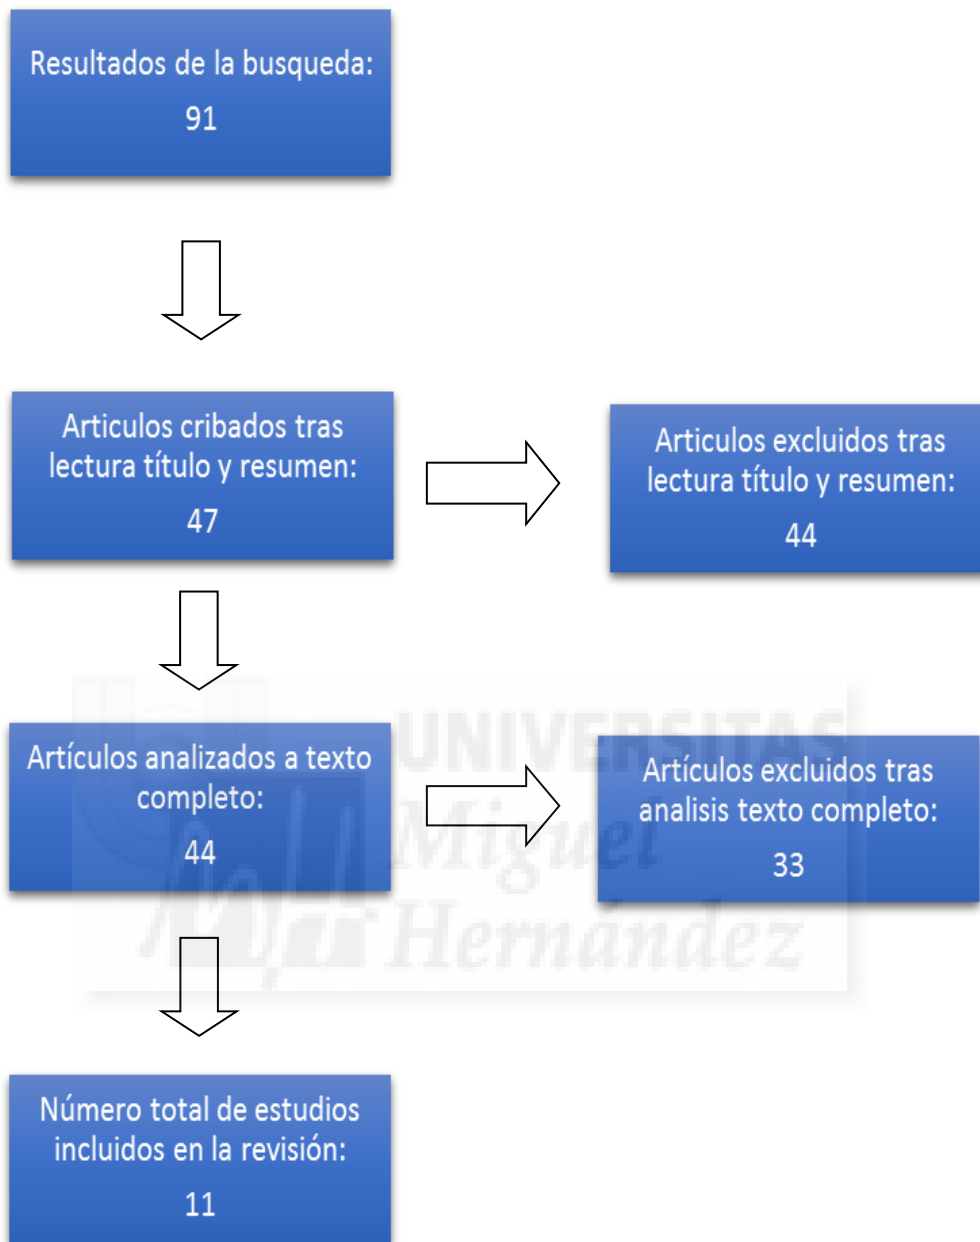 Resultados de la busqueda:
91
Articulos cribados tras
lectura título y resumen:
47
Articulos excluidos tras
lectura título y resumen:
44
Artículos analizados a texto
completo:
44
Artículos excluidos tras
analisis texto completo:
33
UNIVERSITAS
Miguel
Hernández
Número total de estudios
incluidos en la revisión:
11